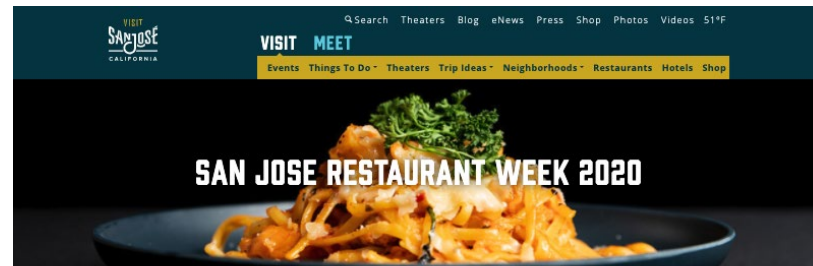 VISIT
SAN JOSE
CALIFORNIA
Search Theaters Blog eNews Press Shop Photos Videos 51°F
VISIT MEET
Events Things To Do Theaters Trip Ideas Neighborhoods Restaurants Hotels Shop
SAN JOSE RESTAURANT WEEK 2020